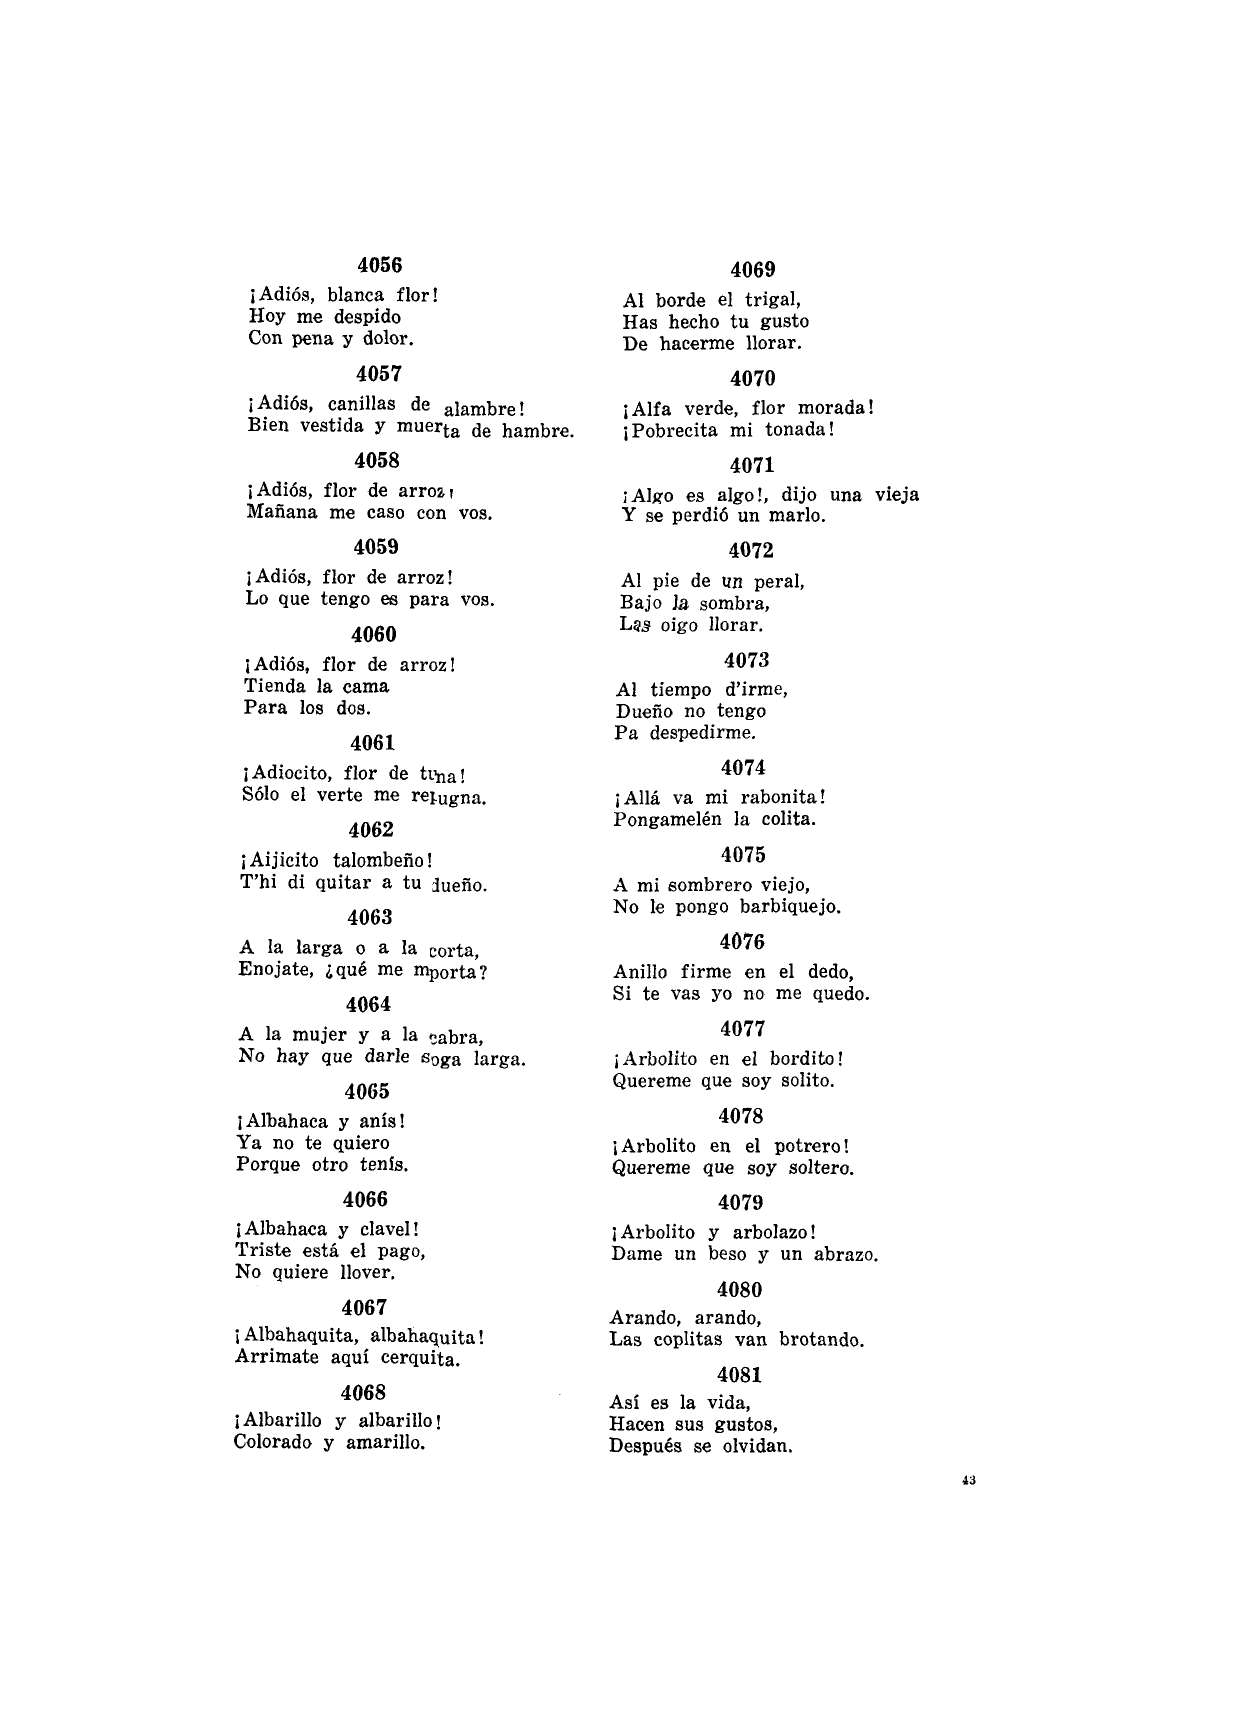 4056
¡Adiós, blanca flor!
Hoy me despido
Con pena y dolor.
4057
¡Adiós, canillas de alambre!
Bien vestida y muerta de hambre.
4058
¡Adiós, flor de arroz!
Mañana me caso con vos.
4059
¡Adiós, flor de arroz!
Lo que tengo es para vos.
4060
¡Adiós, flor de arroz!
Tienda la cama
Para los dos.
4061
¡Adiocito, flor de tuna!
Sólo el verte me repugna.
4062
¡Aijicito talombeño!
T'hi di quitar a tu dueño.
4063
A la larga o a la corta,
Enojate, ¿qué me mporta?
4064
A la mujer y a la cabra,
No hay que darle soga larga.
4065
¡Albahaca y anís!
Ya no te quiero
Porque otro tenís.
4066
¡Albahaca y clavel!
Triste está el pago,
No quiere llover.
4067
¡Albahaquita, albahaquita!
Arrimate aquí cerquita.
4068
¡Albarillo y albarillo!
Colorado y amarillo.
4069
Al borde el trigal,
Has hecho tu gusto
De hacerme llorar.
4070
¡Alfa verde, flor morada!
¡Pobrecita mi tonada!
4071
¡Algo es algo!, dijo una vieja
Y se perdió un marlo.
4072
Al pie de un peral,
Bajo la sombra,
Las oigo llorar.
4073
Al tiempo d'irme,
Dueño no tengo
Pa despedirme.
4074
¡Allá va mi rabonita!
Pongamelén la colita.
4075
A mi sombrero viejo,
No le pongo barbiquejo.
4076
Anillo firme en el dedo,
Si te vas yo no me quedo.
4077
¡Arbolito en el bordito!
Quereme que soy solito.
4078
¡Arbolito en el potrero!
Quereme que soy soltero.
4079
¡Arbolito y arbolazo!
Dame un beso y un abrazo.
4080
Arando, arando,
Las coplitas van brotando.
4081
Así es la vida,
Hacen sus gustos,
Después se olvidan.
43